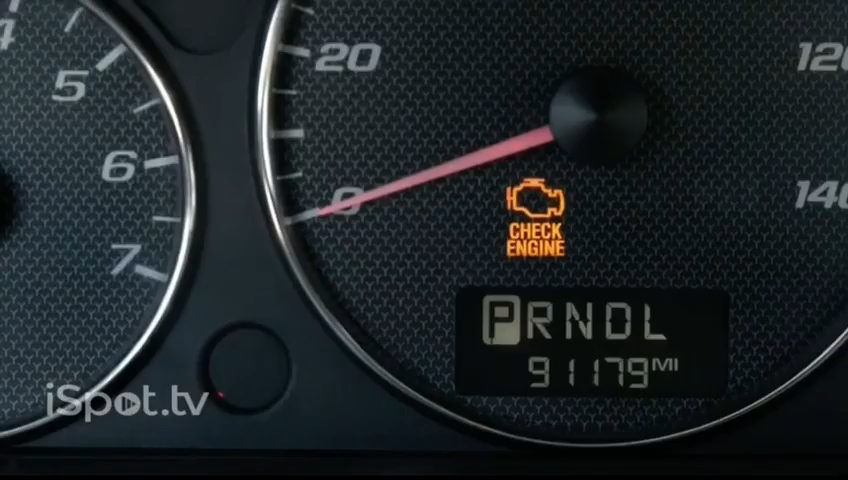 4
5
6
7
20
0
120
140
CHECK
ENGINE
PRNDL
91179 MI
iSpot.tv